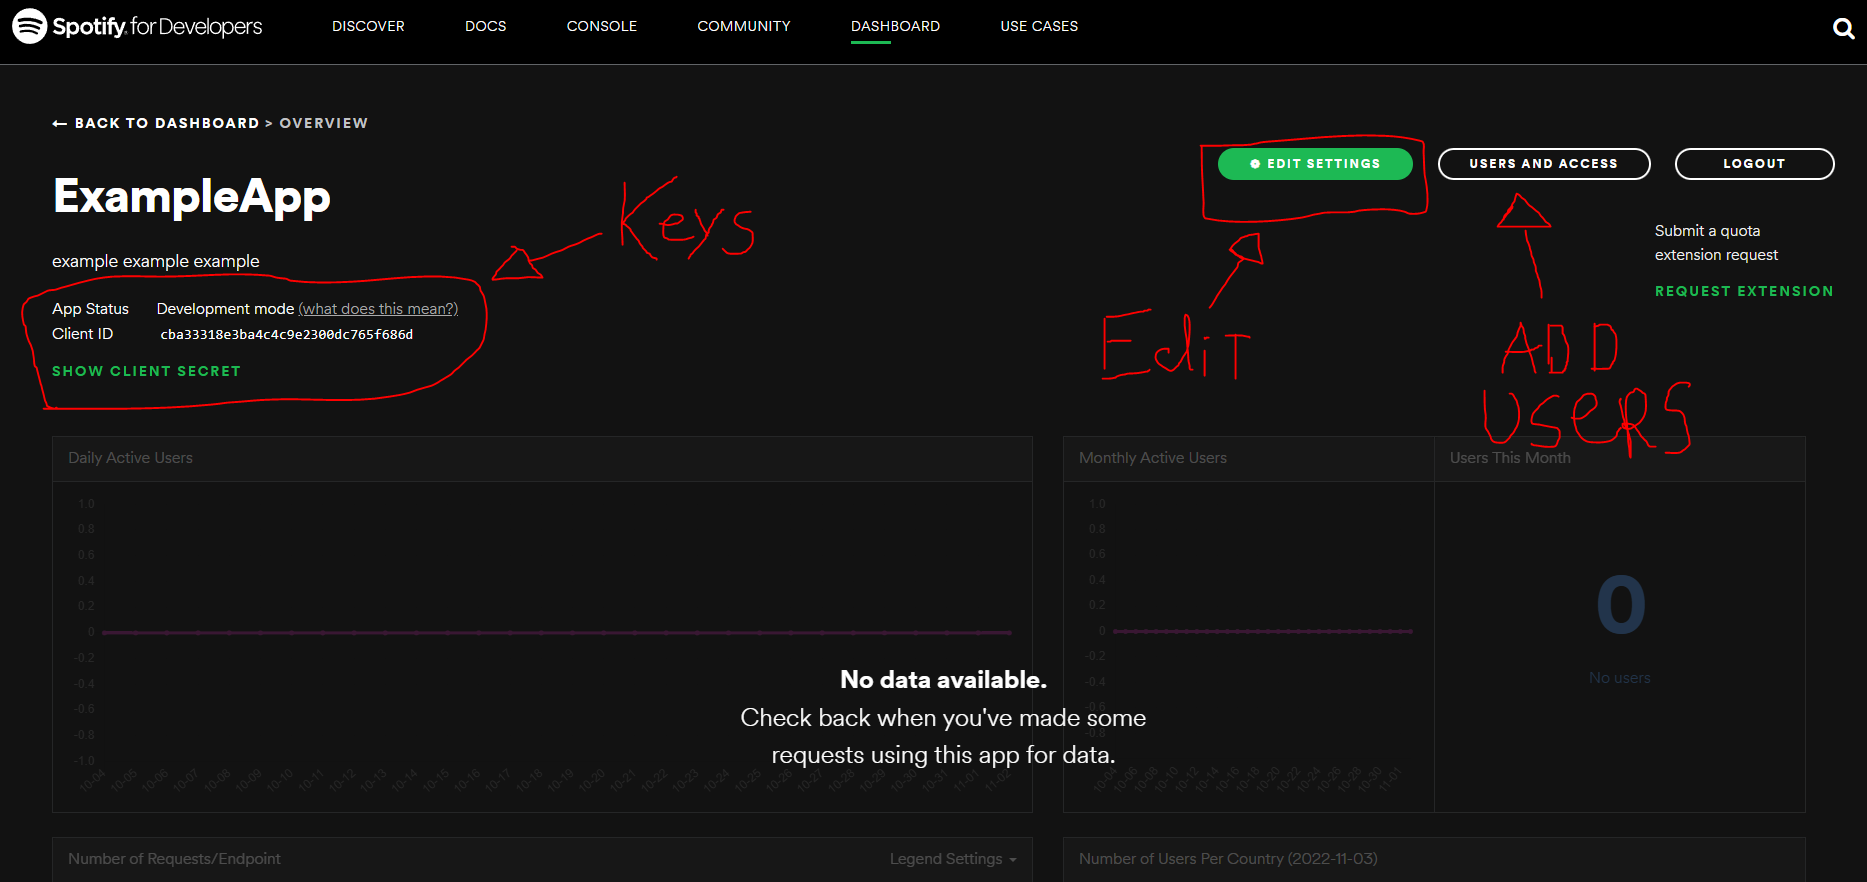 Spotify for Developers
DISCOVER
DOCS
CONSOLE
COMMUNITY
DASHBOARD
USE CASES
← BACK TO DASHBOARD > OVERVIEW
EDIT SETTINGS
USERS AND ACCESS
LOGOUT
ExampleApp
Keys
Submit a quota
extension request
REQUEST EXTENSION
example example example
App Status Development mode (what does this mean?)
Client ID cba33318e3ba4c4c9e2300dc765f686d
SHOW CLIENT SECRET
EdiT
ADD
USERS
Daily Active Users
1.0
0.8
0.6
0.4
0.2
0
-0.2
-0.4
-0.6
-0.8
-1.0
10-04 10-05 10-06 10-07 10-08 10-09 10-10 10-11 10-12 10-13 10-14 10-15 10-16 10-17 10-18 10-19 10-20 10-21 10-22 10-23 10-24 10-25 10-26 10-27 10-28 10-29 10-30 10-31 11-01 11-02
Monthly Active Users
1.0
0.8
0.6
0.4
0.2
0
-0.2
-0.4
-0.6
-0.8
10-04 10-06 10-08 10-10 10-12 10-14 10-16 10-18 10-20 10-22 10-24 10-26 10-28 10-30 11-01
Users This Month
0
No users
No data available.
Check back when you've made some
requests using this app for data.
Number of Requests/Endpoint
Legend Settings
Number of Users Per Country (2022-11-03)